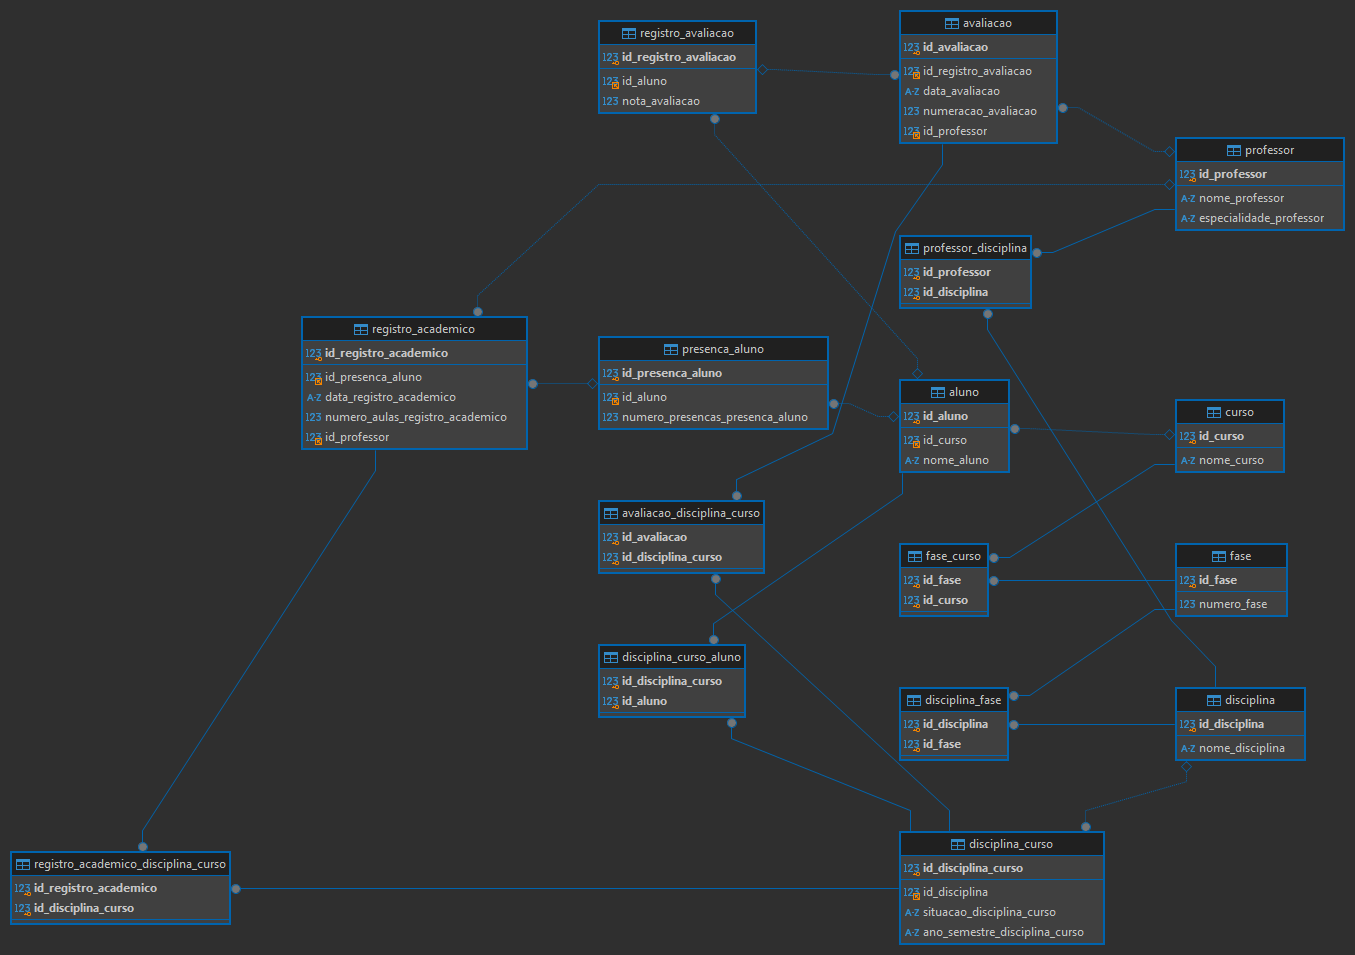 registro_avaliacao
123 id_registro_avaliacao
123 id_aluno
123 nota_avaliacao
avaliacao
123 id_avaliacao
123 id_registro_avaliacao
A-Z data_avaliacao
123 numeracao_avaliacao
123 id_professor
professor
123 id_professor
A-Z nome_professor
A-Z especialidade_professor
professor_disciplina
123 id_professor
123 id_disciplina
registro_academico
123 id_registro_academico
123 id_presenca_aluno
A-Z data_registro_academico
123 numero_aulas_registro_academico
123 id_professor
presenca_aluno
123 id_presenca_aluno
123 id_aluno
123 numero_presencas_presenca_aluno
aluno
123 id_aluno
123 id_curso
A-Z nome_aluno
curso
123 id_curso
A-Z nome_curso
avaliacao_disciplina_curso
123 id_avaliacao
123 id_disciplina_curso
fase_curso
123 id_fase
123 id_curso
fase
123 id_fase
123 numero_fase
disciplina_curso_aluno
123 id_disciplina_curso
123 id_aluno
disciplina_fase
123 id_disciplina
123 id_fase
disciplina
123 id_disciplina
A-Z nome_disciplina
registro_academico_disciplina_curso
123 id_registro_academico
123 id_disciplina_curso
disciplina_curso
123 id_disciplina_curso
123 id_disciplina
A-Z situacao_disciplina_curso
A-Z ano_semestre_disciplina_curso